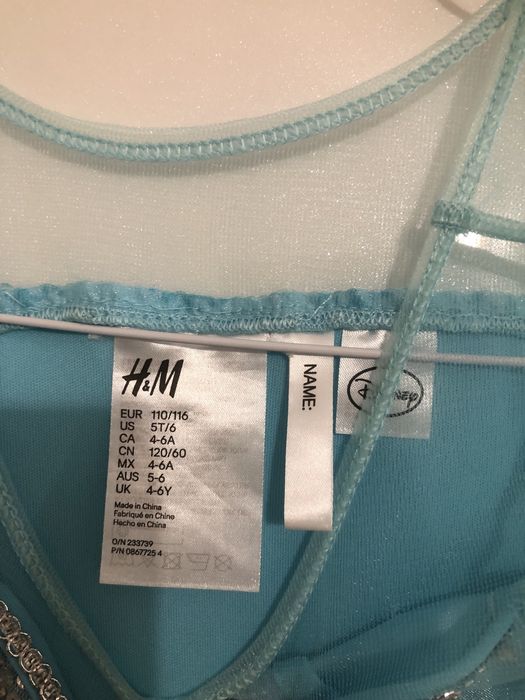 H&M
EUR 110/116
US 5T/6
CA 4-6A
CN 120/60
MX 4-6A
AUS 5-6
UK 4-6Y
Made in China
Fabriqué en Chine
Hecho en China
O/N 233739
P/N 0867725 4
NAME:
DISNEY